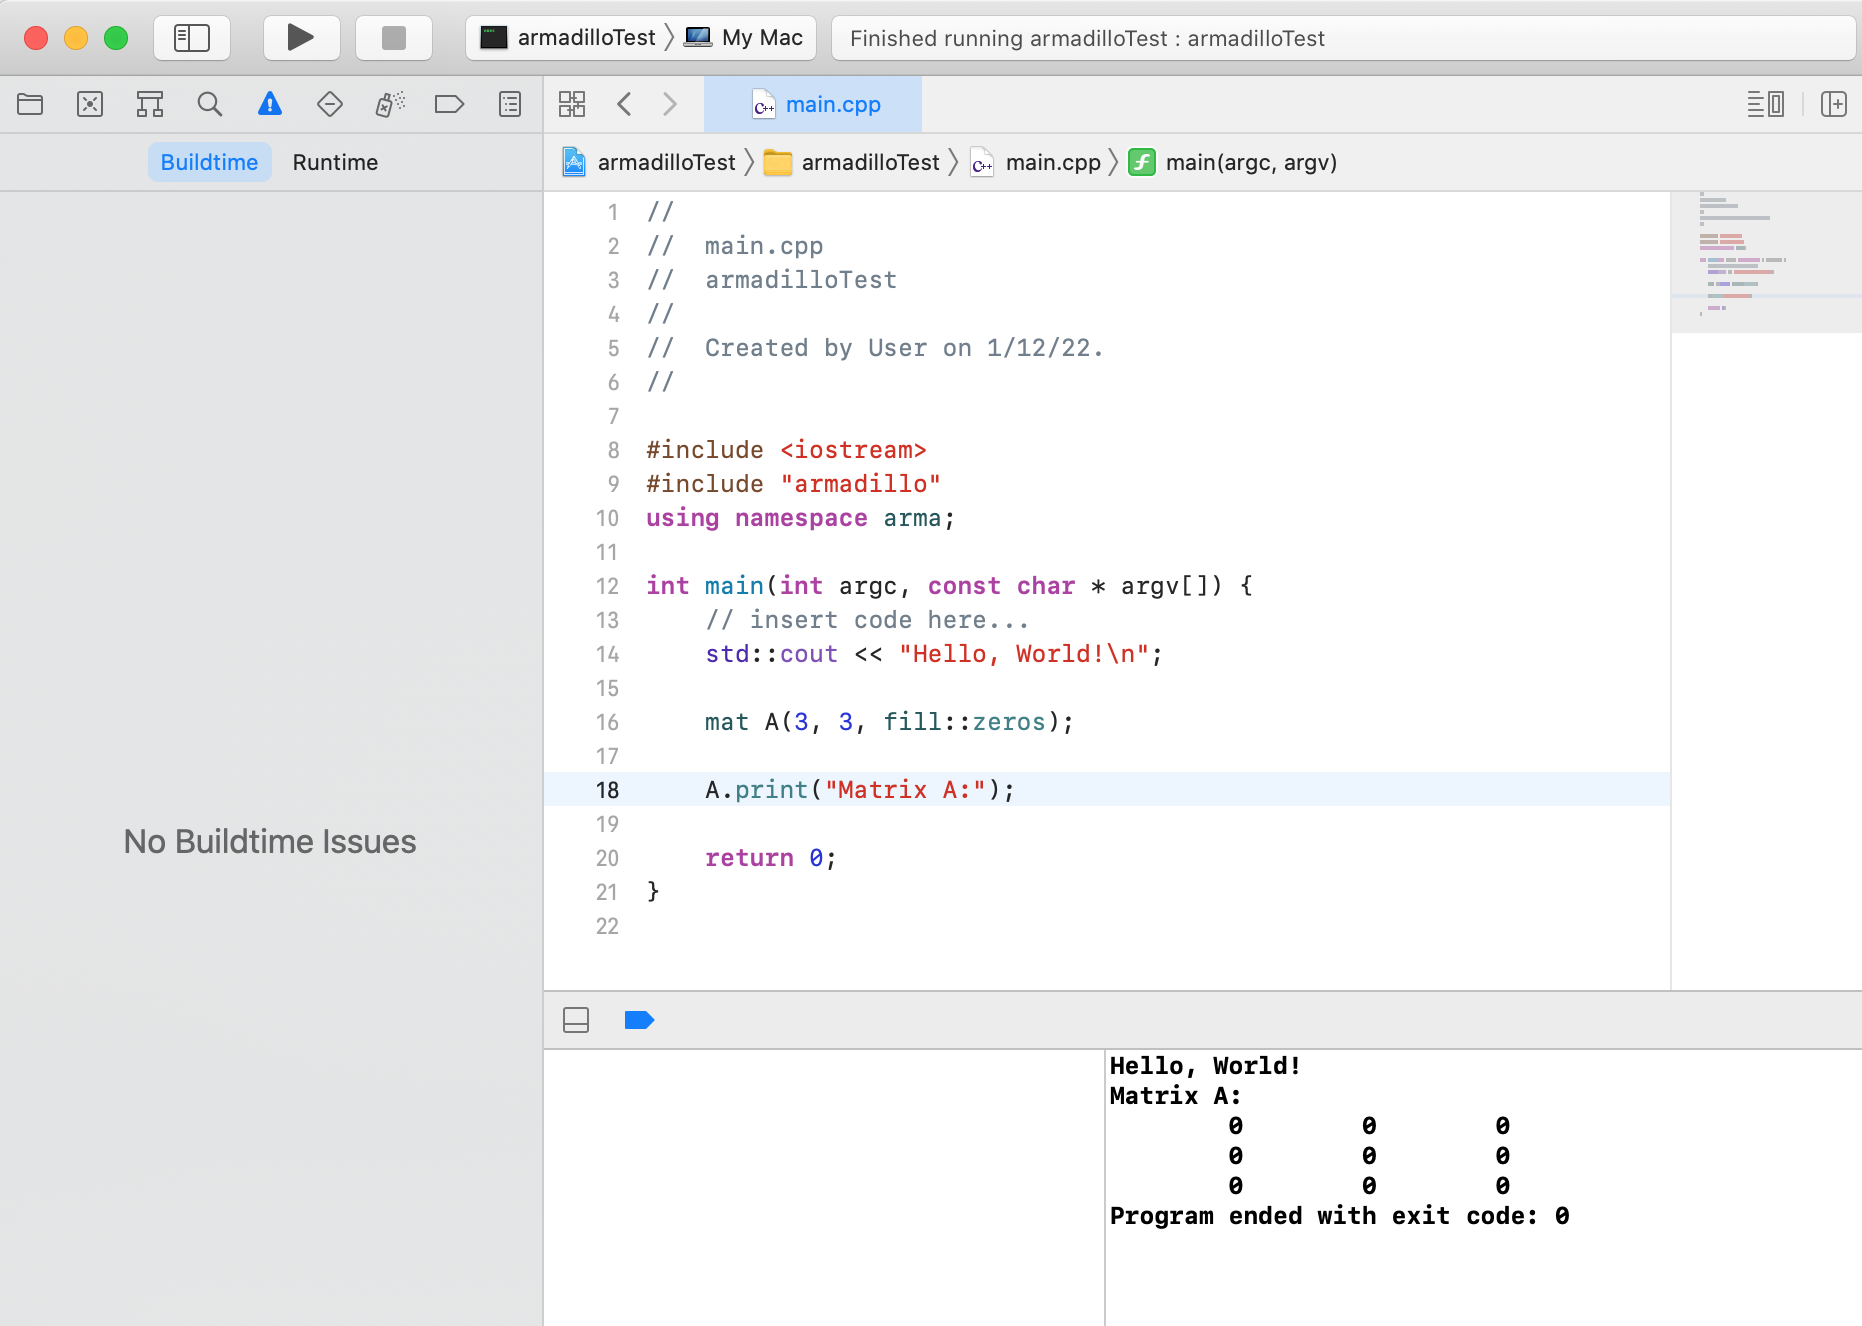 armadilloTest 〉 My Mac
Finished running armadilloTest : armadilloTest
main.cpp
Buildtime Runtime
armadilloTest 〉 armadilloTest 〉 main.cpp 〉 main(argc, argv)
1 //
2 //  main.cpp
3 //  armadilloTest
4 //
5 //  Created by User on 1/12/22.
6 //
7
8 #include <iostream>
9 #include "armadillo"
10 using namespace arma;
11
12 int main(int argc, const char * argv[]) {
13     // insert code here...
14     std::cout << "Hello, World!\n";
15
16     mat A(3, 3, fill::zeros);
17
18     A.print("Matrix A:");
19
20     return 0;
21 }
22
No Buildtime Issues
Hello, World!
Matrix A:
        0        0        0
        0        0        0
        0        0        0
Program ended with exit code: 0